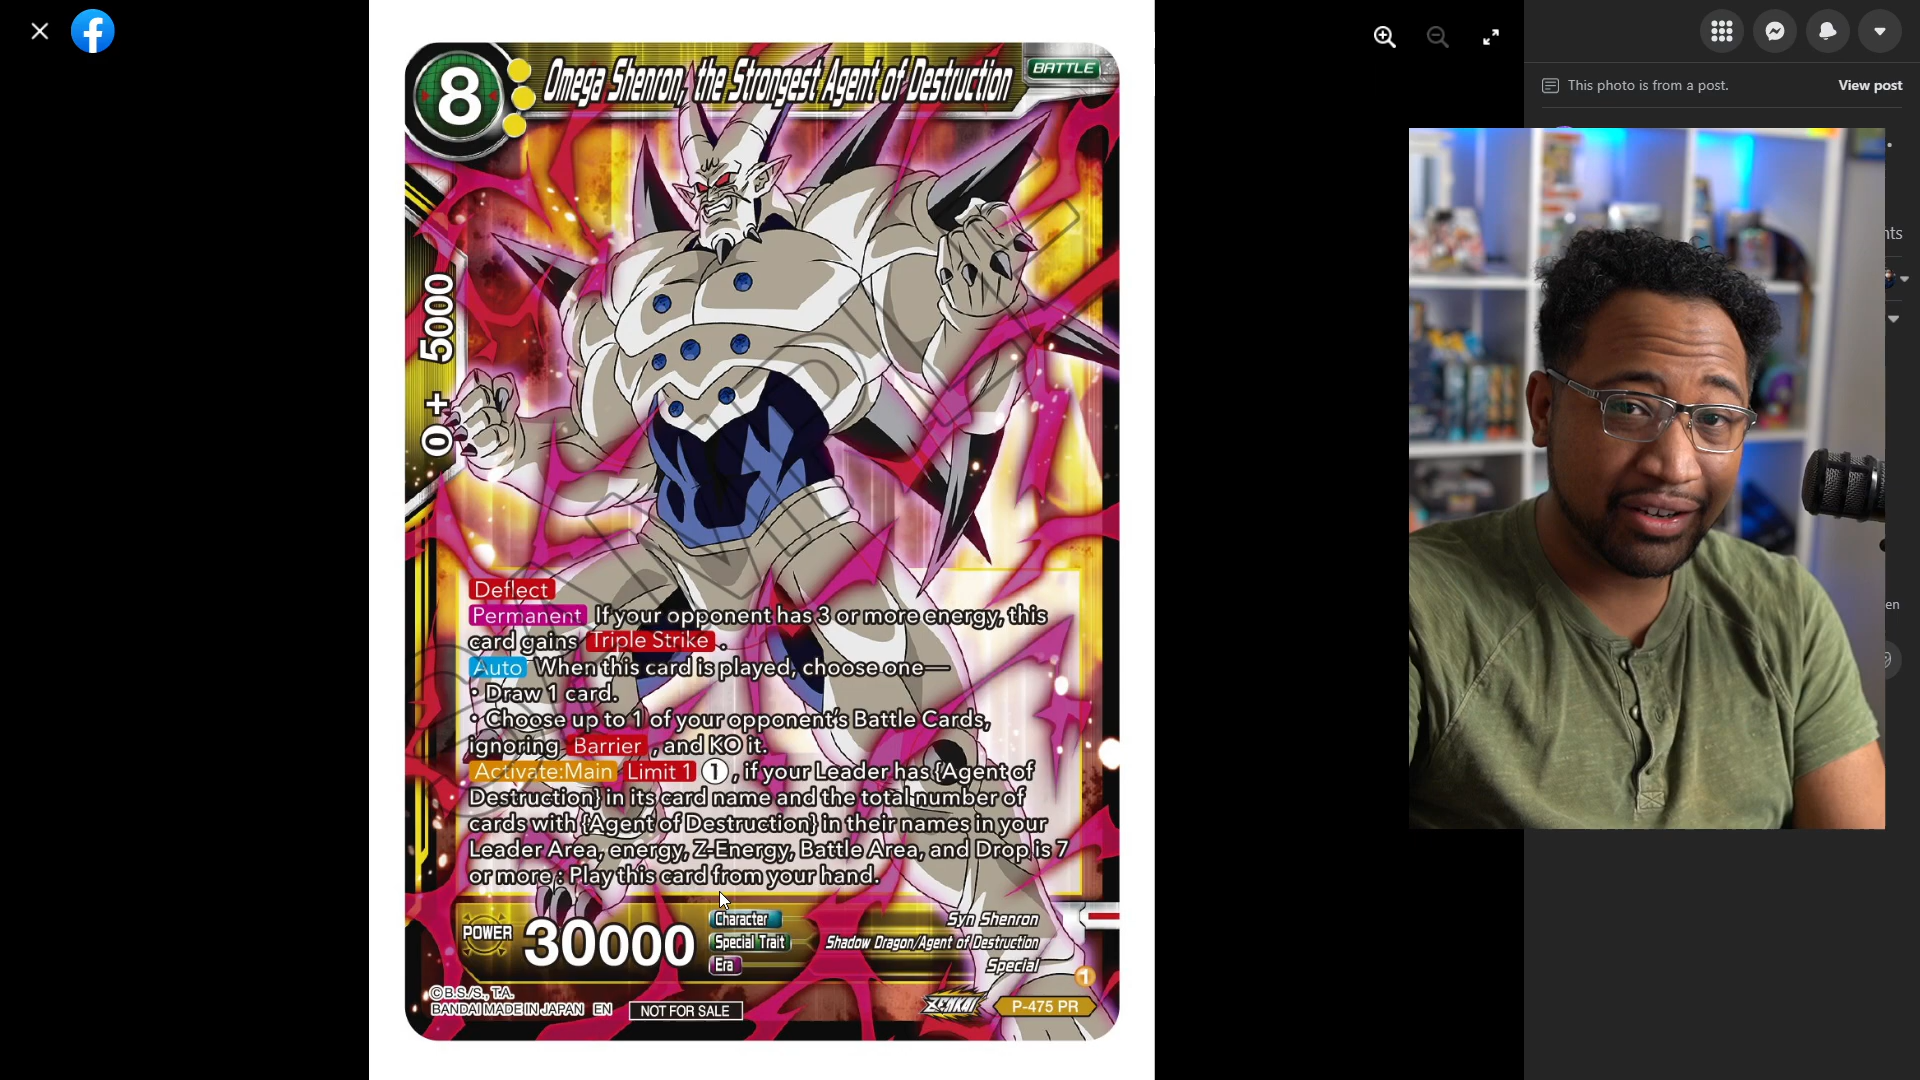 8
Omega Shenron, the Strongest Agent of Destruction
BATTLE
0 + 5000
SAMPLE
Deflect
Permanent If your opponent has 3 or more energy, this
card gains Triple Strike .
Auto When this card is played, choose one—
• Draw 1 card.
• Choose up to 1 of your opponent's Battle Cards,
ignoring Barrier , and KO it.
Activate:Main Limit 1 1 , if your Leader has {Agent of
Destruction} in its card name and the total number of
cards with {Agent of Destruction} in their names in your
Leader Area, energy, Z-Energy, Battle Area, and Drop is 7
or more : Play this card from your hand.
POWER 30000
Character Syn Shenron
Special Trait Shadow Dragon/Agent of Destruction
Era Special
1
©B.S./S., T.A.
BANDAI MADE IN JAPAN EN NOT FOR SALE
ZENKAI P-475 PR
This photo is from a post. View post
nts
en